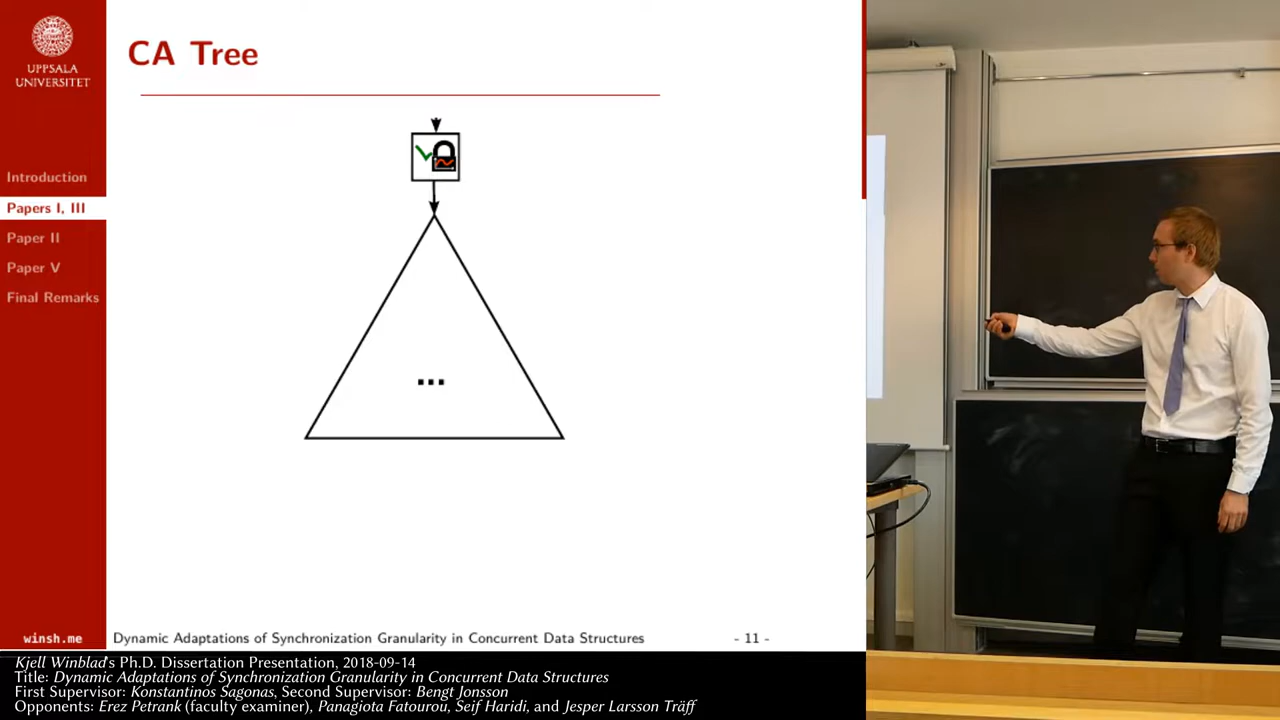 UPPSALA
UNIVERSITET
CA Tree
Introduction
Papers I, III
Paper II
Paper V
Final Remarks
...
winsh.me
Dynamic Adaptations of Synchronization Granularity in Concurrent Data Structures
- 11 -
Kjell Winblad's Ph.D. Dissertation Presentation, 2018-09-14
Title: Dynamic Adaptations of Synchronization Granularity in Concurrent Data Structures
First Supervisor: Konstantinos Sagonas, Second Supervisor: Bengt Jonsson
Opponents: Erez Petrank (faculty examiner), Panagiota Fatourou, Seif Haridi, and Jesper Larsson Träff